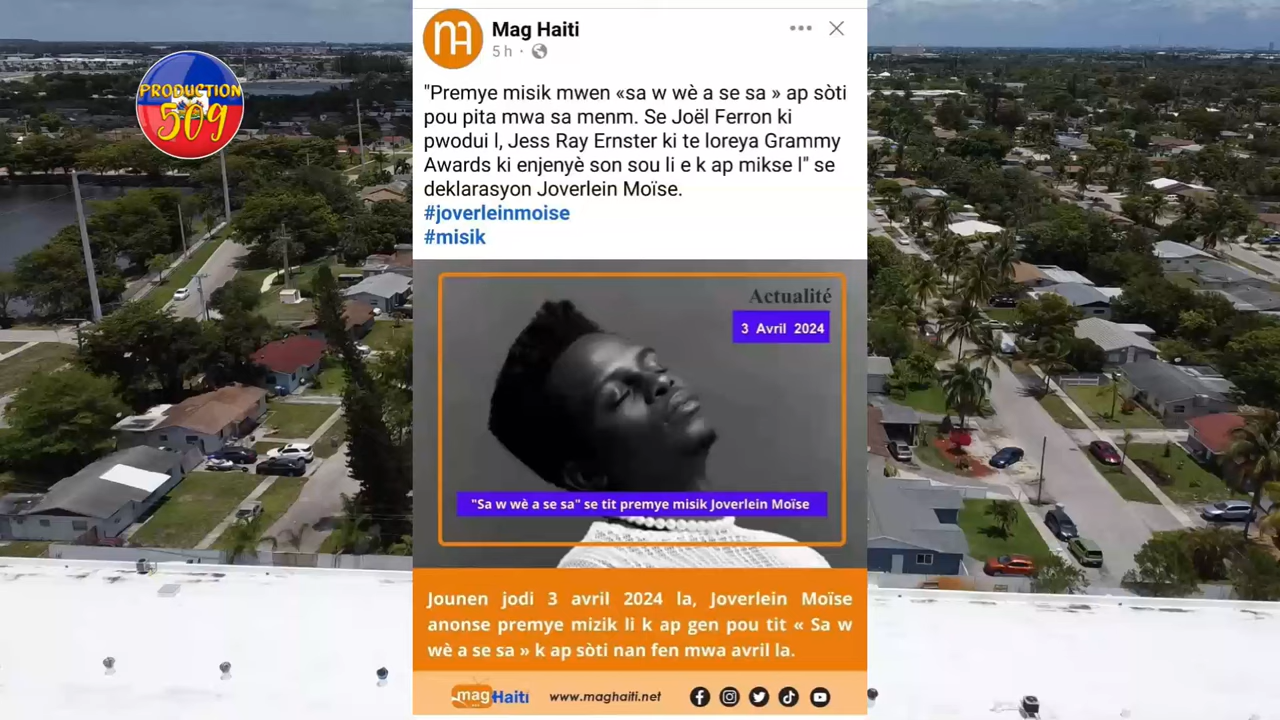 PRODUCTION
509
Mag Haiti
5 h
"Premye misik mwen «sa w wè a se sa » ap sòti
pou pita mwa sa menm. Se Joël Ferron ki
pwodui l, Jess Ray Ernster ki te loreya Grammy
Awards ki enjenyè son sou li e k ap mikse l" se
deklarasyon Joverlein Moïse.
#joverleinmoise
#misik
Actualité
3 Avril 2024
"Sa w wè a se sa" se tit premye misik Joverlein Moïse
Jounen jodi 3 avril 2024 la, Joverlein Moïse
anonse premye mizik li k ap gen pou tit « Sa w
wè a se sa » k ap sòti nan fen mwa avril la.
mag Haiti www.maghaiti.net